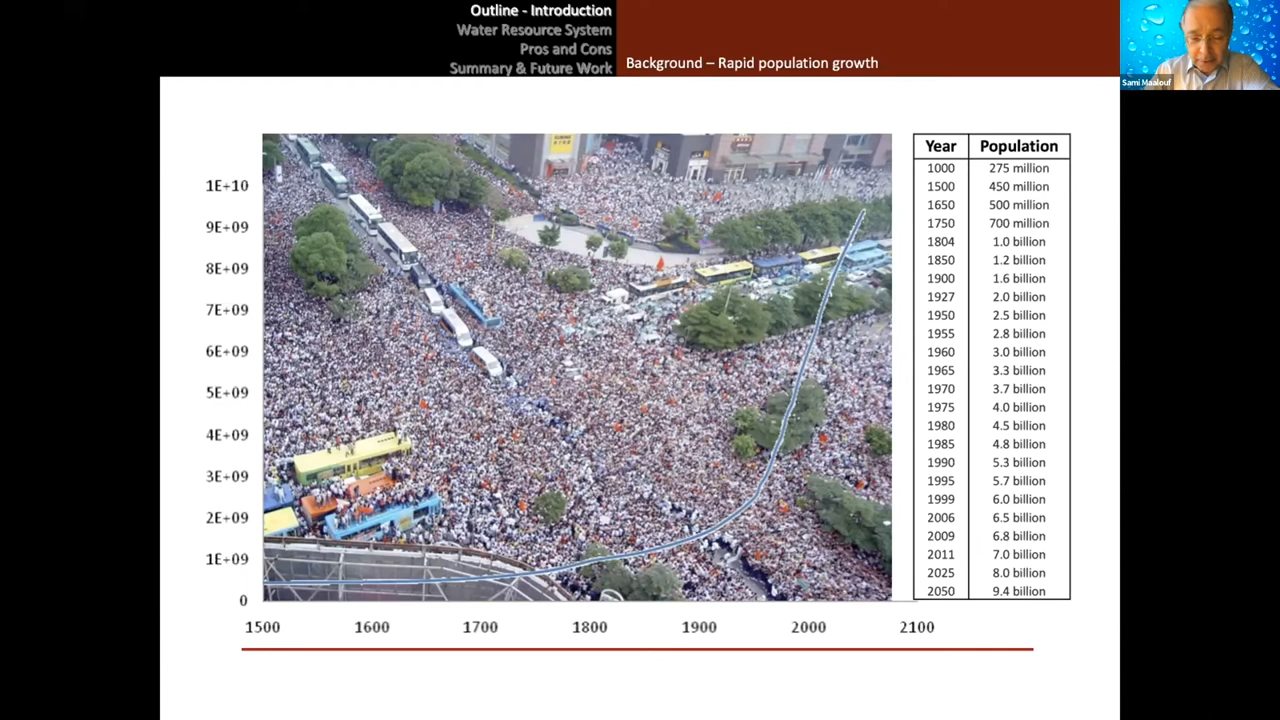 Outline - Introduction
Water Resource System
Pros and Cons
Summary & Future Work
Background – Rapid population growth
Sami Maalouf
1E+10
9E+09
8E+09
7E+09
6E+09
5E+09
4E+09
3E+09
2E+09
1E+09
0
1500 1600 1700 1800 1900 2000 2100
Year Population
1000 275 million
1500 450 million
1650 500 million
1750 700 million
1804 1.0 billion
1850 1.2 billion
1900 1.6 billion
1927 2.0 billion
1950 2.5 billion
1955 2.8 billion
1960 3.0 billion
1965 3.3 billion
1970 3.7 billion
1975 4.0 billion
1980 4.5 billion
1985 4.8 billion
1990 5.3 billion
1995 5.7 billion
1999 6.0 billion
2006 6.5 billion
2009 6.8 billion
2011 7.0 billion
2025 8.0 billion
2050 9.4 billion